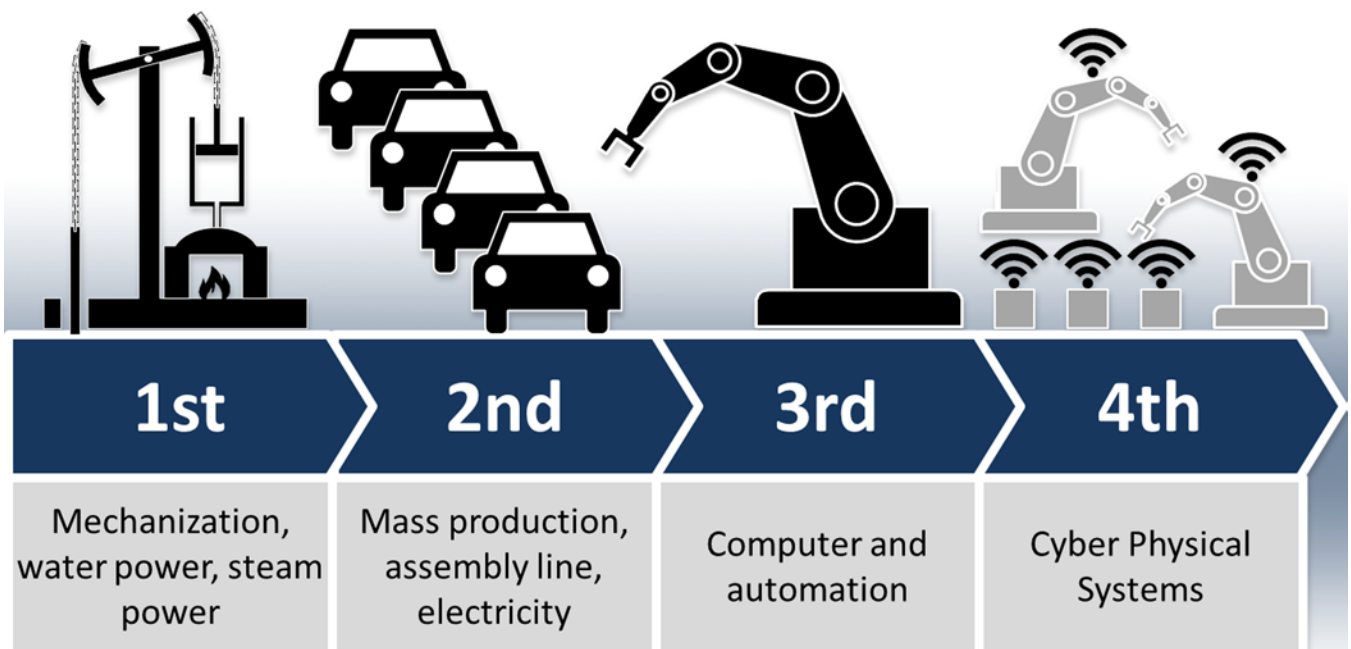 1st
2nd
3rd
4th
Mechanization,
water power, steam
power
Mass production,
assembly line,
electricity
Computer and
automation
Cyber Physical
Systems